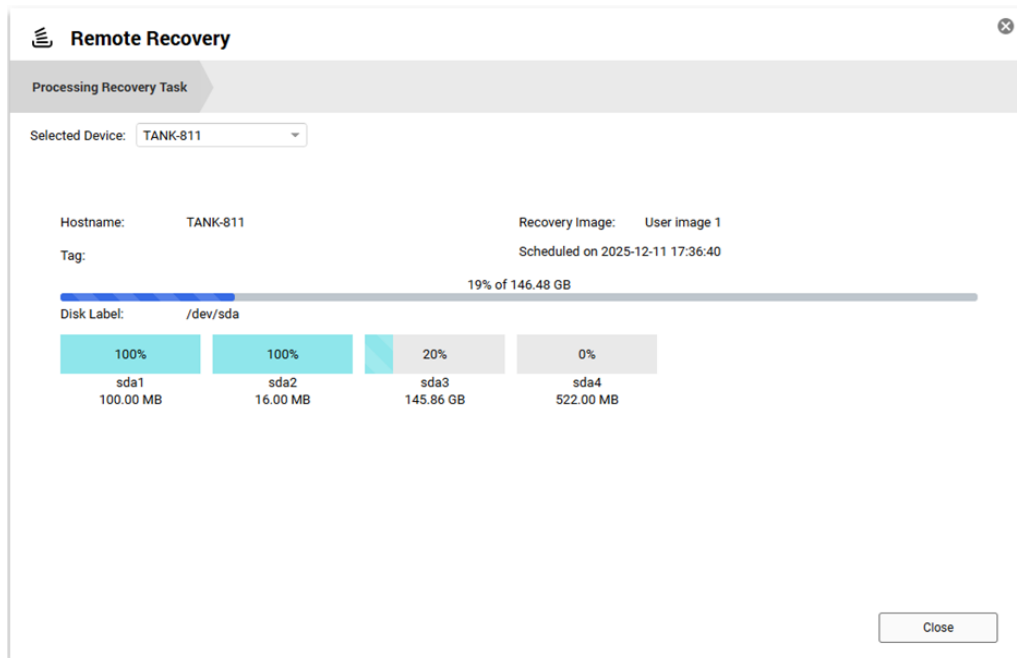 Remote Recovery
Processing Recovery Task
Selected Device: TANK-811
Hostname: TANK-811 Recovery Image: User image 1
Tag: Scheduled on 2025-12-11 17:36:40
19% of 146.48 GB
Disk Label: /dev/sda
100% 100% 20% 0%
sda1 sda2 sda3 sda4
100.00 MB 16.00 MB 145.86 GB 522.00 MB
Close